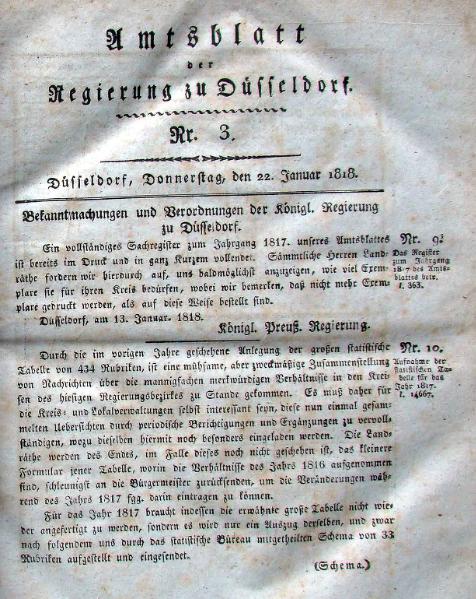 Amtsblatt
der
Regierung zu Düsseldorf.
Nr. 3.
Düsseldorf, Donnerstag, den 22. Januar 1818.
Bekanntmachungen und Verordnungen der Königl. Regierung
zu Düsseldorf.
Ein vollständiges Sachregister zum Jahrgang 1817. unseres Amtsblattes
ist bereits im Druck und in ganz Kurzem vollendet. Sämmtliche Herren Land-
räthe fordern wir hierdurch auf, uns baldmöglichst anzuzeigen, wie viel Exem-
plare sie für ihren Kreis bedürfen, wobei wir bemerken, daß nicht mehr Exem-
plare gedruckt werden, als auf diese Weise bestellt sind.
Düsseldorf, am 13. Januar. 1818.
Königl. Preuß. Regierung.
Nr. 9.
Das Register
zum Jahrgang
1817 des Amts-
blattes betr.
I. 363.
Durch die im vorigen Jahre geschehene Anlegung der großen statistischen
Tabelle von 434 Rubriken, ist eine mühsame, aber zweckmäßige Zusammenstellung
von Nachrichten über die mannigfachen merkwürdigen Verhältnisse in den Krei-
sen des hiesigen Regierungsbezirkes zu Stande gekommen. Es muß daher für
die Kreis- und Lokalverwaltungen selbst interessant seyn, diese nun einmal gesam-
melten Uebersichten durch periodische Berichtigungen und Ergänzungen zu vervoll-
ständigen, wozu dieselben hiermit noch besonders eingeladen werden. Die Land-
räthe werden des Endes, im Falle dieses noch nicht geschehen ist, das kleinere
Formular jener Tabelle, worin die Verhältnisse des Jahrs 1816 aufgenommen
sind, schleunigst an die Bürgermeister zurücksenden, um die Veränderungen wäh-
rend des Jahrs 1817 fgg. darin eintragen zu können.
Für das Jahr 1817 braucht indessen die erwähnte große Tabelle nicht wie-
der angefertigt zu werden, sondern es wird nur ein Auszug derselben, und zwar
nach folgendem uns durch das statistische Büreau mitgetheilten Schema von 33
Rubriken aufgestellt und eingesendet.
(Schema.)
Nr. 10.
Aufnahme der
statistischen Ta-
belle für das
Jahr 1817.
I. 14667.